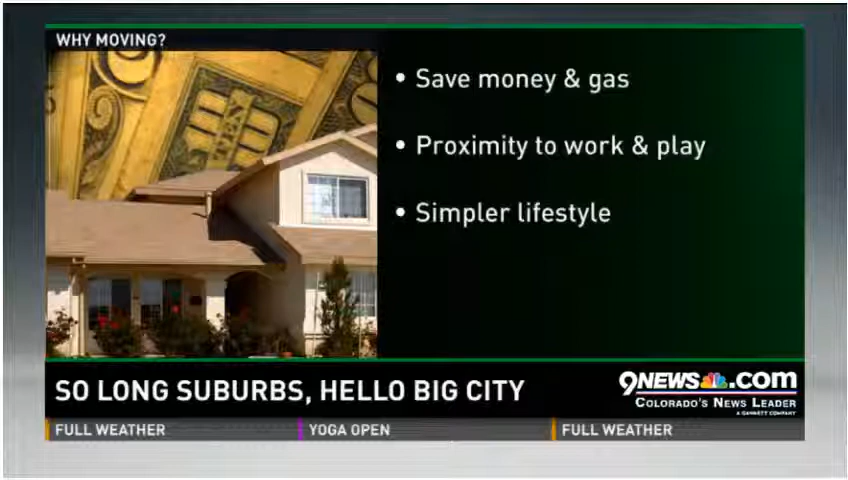 WHY MOVING?
• Save money & gas
• Proximity to work & play
• Simpler lifestyle
SO LONG SUBURBS, HELLO BIG CITY
9NEWS.COM
COLORADO'S NEWS LEADER
A GANNETT COMPANY
FULL WEATHER
YOGA OPEN
FULL WEATHER
TEN